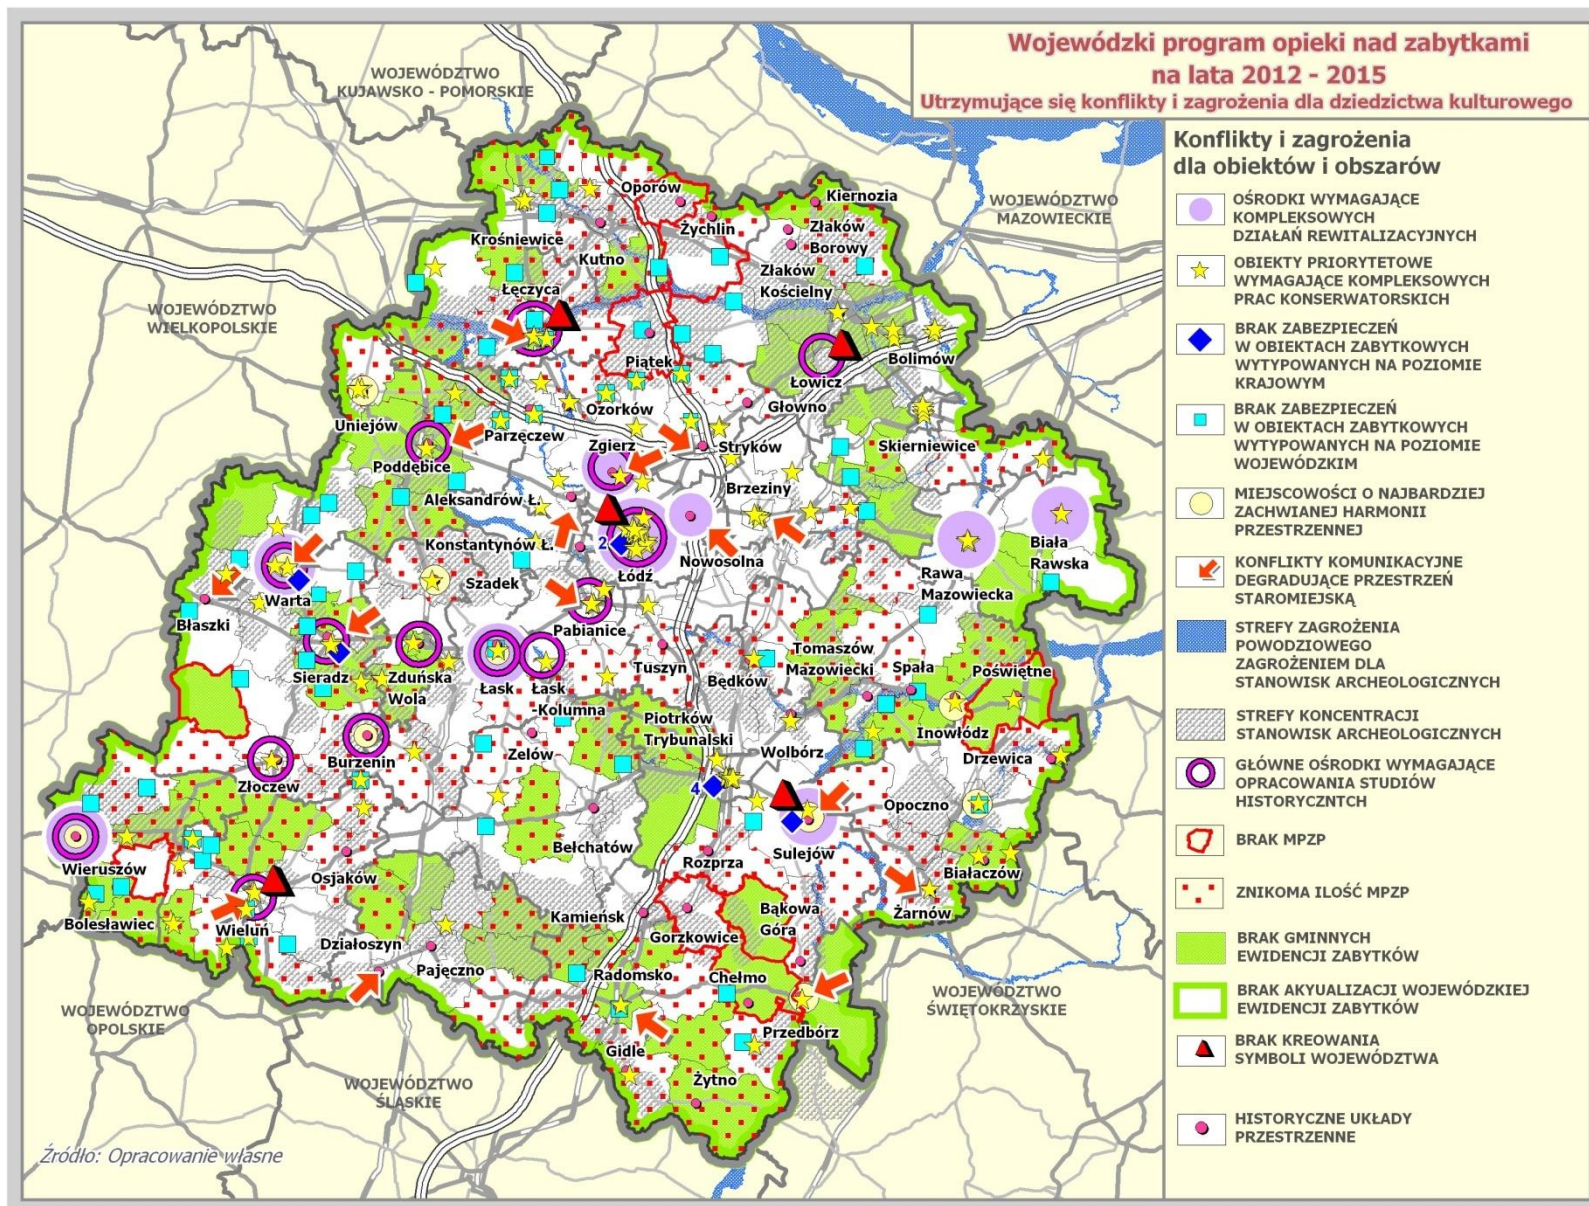 Wojewódzki program opieki nad zabytkami
na lata 2012 - 2015
Utrzymujące się konflikty i zagrożenia dla dziedzictwa kulturowego
Konflikty i zagrożenia
dla obiektów i obszarów
OŚRODKI WYMAGAJĄCE
KOMPLEKSOWYCH
DZIAŁAŃ REWITALIZACYJNYCH
OBIEKTY PRIORYTETOWE
WYMAGAJĄCE KOMPLEKSOWYCH
PRAC KONSERWATORSKICH
BRAK ZABEZPIECZEŃ
W OBIEKTACH ZABYTKOWYCH
WYTYPOWANYCH NA POZIOMIE
KRAJOWYM
BRAK ZABEZPIECZEŃ
W OBIEKTACH ZABYTKOWYCH
WYTYPOWANYCH NA POZIOMIE
WOJEWÓDZKIM
MIEJSCOWOŚCI O NAJBARDZIEJ
ZACHWIANEJ HARMONII
PRZESTRZENNEJ
KONFLIKTY KOMUNIKACYJNE
DEGRADUJĄCE PRZESTRZEŃ
STAROMIEJSKĄ
STREFY ZAGROŻENIA
POWODZIOWEGO
ZAGROŻENIEM DLA
STANOWISK ARCHEOLOGICZNYCH
STREFY KONCENTRACJI
STANOWISK ARCHEOLOGICZNYCH
GŁÓWNE OŚRODKI WYMAGAJĄCE
OPRACOWANIA STUDIÓW
HISTORYCZNTCH
BRAK MPZP
ZNIKOMA ILOŚĆ MPZP
BRAK GMINNYCH
EWIDENCJI ZABYTKÓW
BRAK AKYUALIZACJI WOJEWÓDZKIEJ
EWIDENCJI ZABYTKÓW
BRAK KREOWANIA
SYMBOLI WOJEWÓDZTWA
HISTORYCZNE UKŁADY
PRZESTRZENNE
WOJEWÓDZTWO
KUJAWSKO - POMORSKIE
WOJEWÓDZTWO
MAZOWIECKIE
WOJEWÓDZTWO
WIELKOPOLSKIE
Oporów
Kiernozia
Żychlin
Złaków
Borowy
Krośniewice
Kutno
Złaków
Kościelny
Łęczyca
Piątek
Bolimów
Łowicz
Uniejów
Ozorków
Głowno
Parzęczew
Zgierz
Stryków
Skierniewice
Poddębice
Aleksandrów Ł.
Brzeziny
Konstantynów Ł.
2
Łódź
Nowosolna
Biała
Rawska
Rawa
Mazowiecka
Szadek
Warta
Błaszki
Pabianice
Tuszyn
Tomaszów
Mazowiecki
Spała
Poświętne
Będków
Sieradz
Zduńska
Wola
Łask
Łask
-Kolumna
Piotrków
Trybunalski
Inowłódz
Wolbórz
Drzewica
Zelów
Burzenin
Złoczew
4
Opoczno
Wieruszów
Bełchatów
Rozprza
Sulejów
Białaczów
Osjaków
Żarnów
Bolesławiec
Wieluń
Kamieńsk
Bąkowa
Góra
Gorzkowice
Działoszyn
Pajęczno
Radomsko
Chełmo
Przedbórz
Gidle
Żytno
WOJEWÓDZTWO
OPOLSKIE
WOJEWÓDZTWO
ŚWIĘTOKRZYSKIE
WOJEWÓDZTWO
ŚLĄSKIE
Źródło: Opracowanie własne